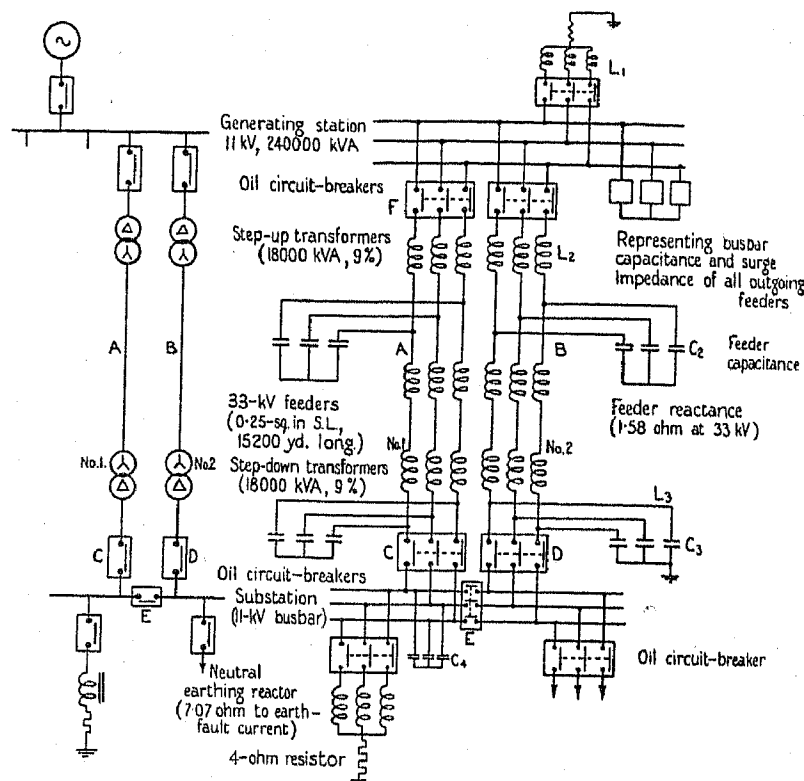 L1
Generating station
11 kV, 240000 kVA
Oil circuit-breakers
F
Step-up transformers
(18000 kVA, 9%)
L2
Representing busbar
capacitance and surge
impedance of all outgoing
feeders
A
B
A
B
C2
Feeder
capacitance
33-kV feeders
(0·25-sq. in S.L,
15200 yd. long.)
Feeder reactance
(1·58 ohm at 33 kV)
No.1
No.2
No.1
No.2
Step-down transformers
(18000 kVA, 9%)
L3
C
D
C
D
C3
Oil circuit-breakers
E
Substation
(11-kV busbar)
E
C4
Oil circuit-breaker
Neutral
earthing reactor
(7·07 ohm to earth-
fault current)
4-ohm resistor